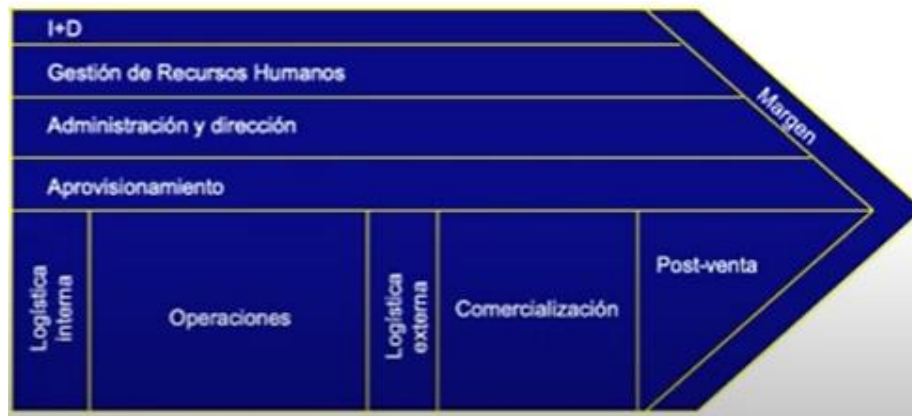 I+D
Gestión de Recursos Humanos
Margen
Administración y dirección
Aprovisionamiento
Logística
interna
Operaciones
Logística
externa
Comercialización
Post-venta